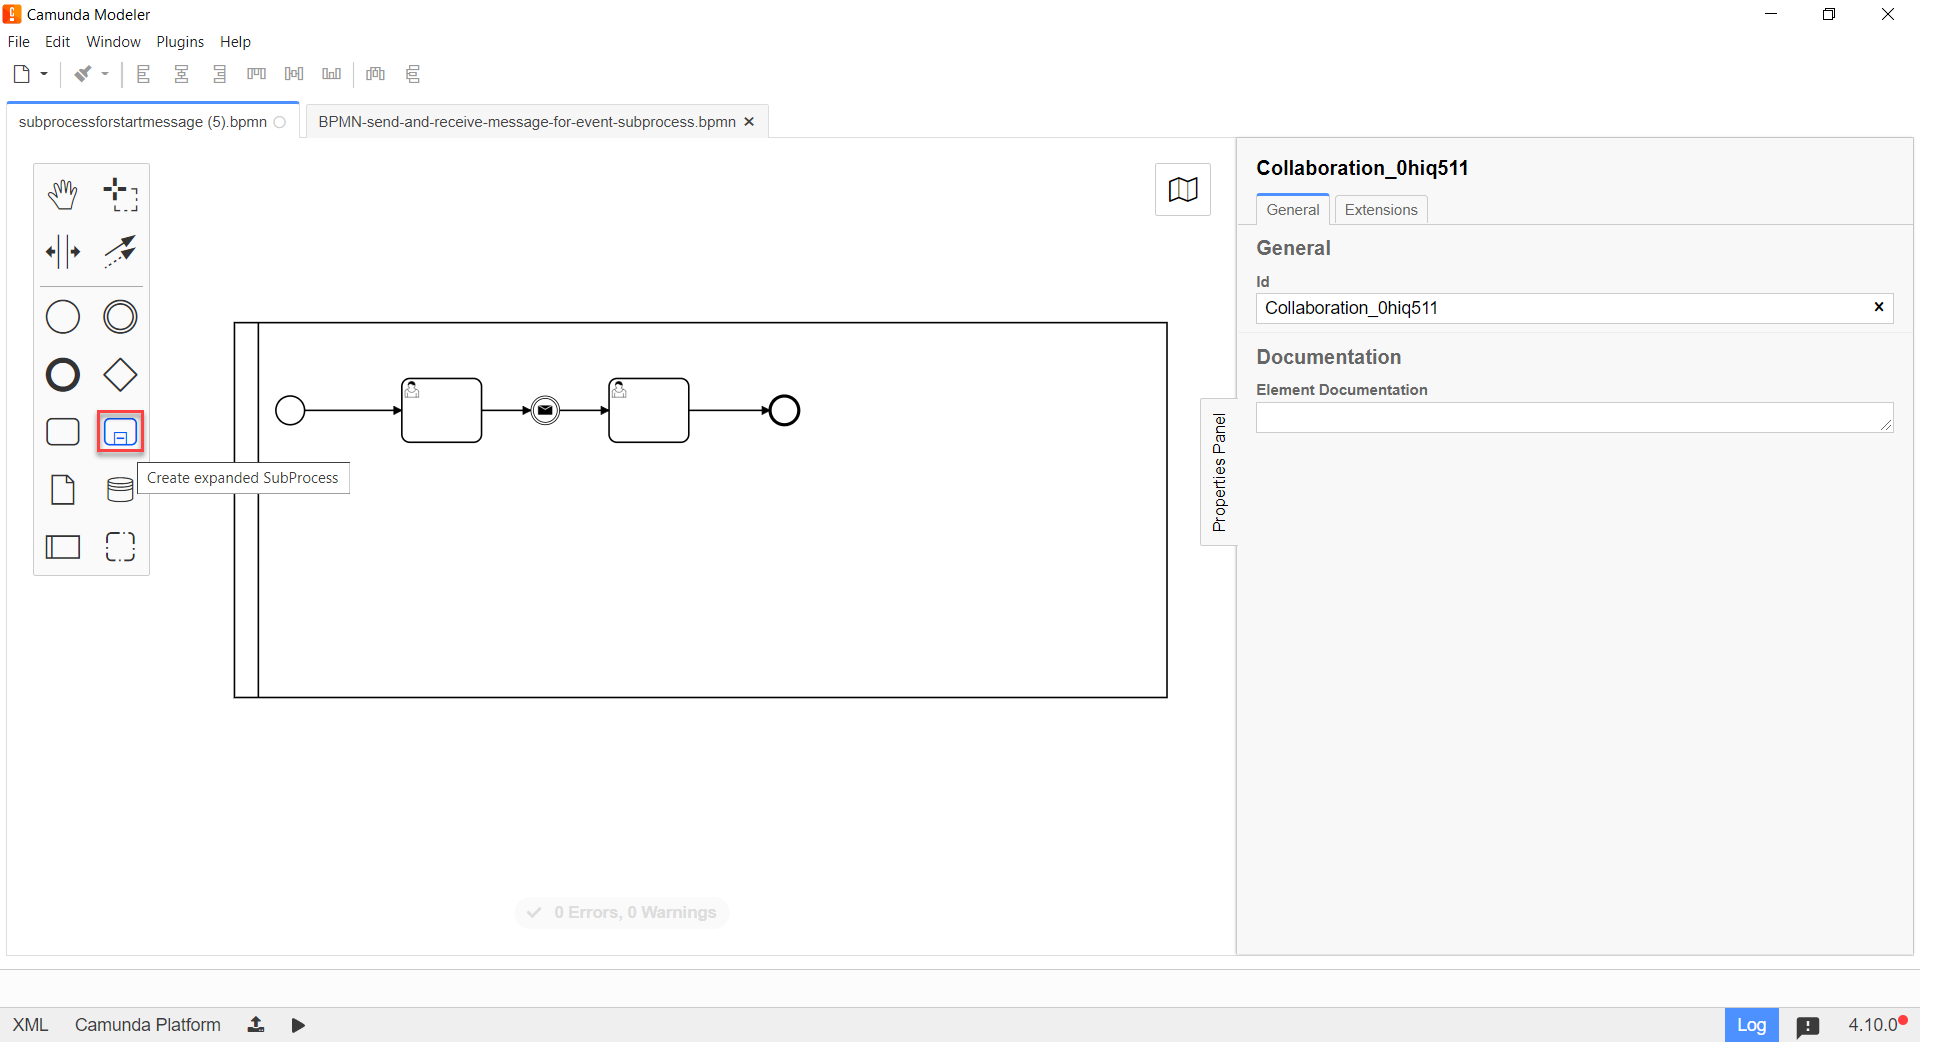 Camunda Modeler
File Edit Window Plugins Help
subprocessforstartmessage (5).bpmn
BPMN-send-and-receive-message-for-event-subprocess.bpmn
Create expanded SubProcess
Properties Panel
Collaboration_0hiq511
General Extensions
General
Id
Collaboration_0hiq511
Documentation
Element Documentation
0 Errors, 0 Warnings
XML Camunda Platform
Log 4.10.0